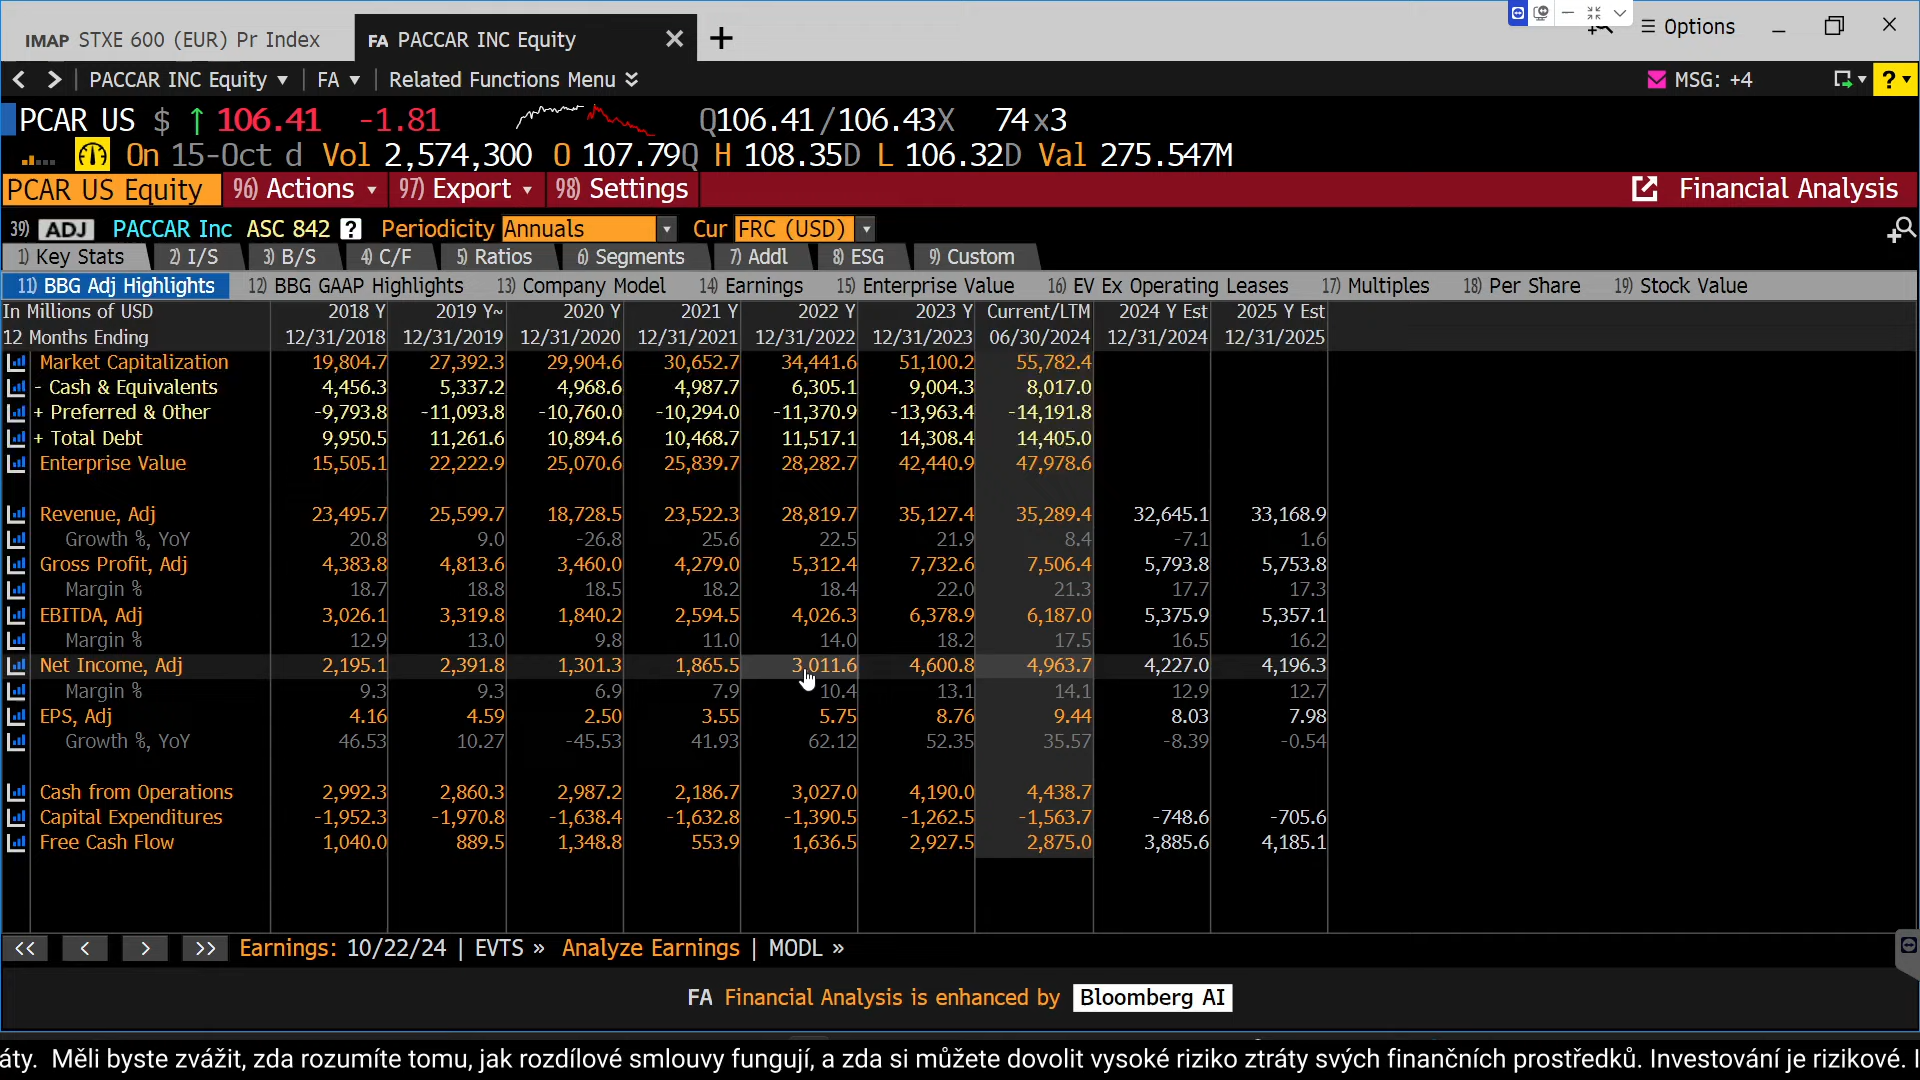 IMAP STXE 600 (EUR) Pr Index FA PACCAR INC Equity Options
PACCAR INC Equity FA Related Functions Menu MSG: +4 ?
PCAR US $ ↑ 106.41 -1.81 Q106.41/106.43X 74x3
On 15-Oct d Vol 2,574,300 O 107.79Q H 108.35D L 106.32D Val 275.547M
PCAR US Equity 96) Actions 97) Export 98) Settings Financial Analysis
39) ADJ PACCAR Inc ASC 842 ? Periodicity Annuals Cur FRC (USD)
1) Key Stats 2) I/S 3) B/S 4) C/F 5) Ratios 6) Segments 7) Addl 8) ESG 9) Custom
11) BBG Adj Highlights 12) BBG GAAP Highlights 13) Company Model 14) Earnings 15) Enterprise Value 16) EV Ex Operating Leases 17) Multiples 18) Per Share 19) Stock Value
In Millions of USD 2018 Y 2019 Y~ 2020 Y 2021 Y 2022 Y 2023 Y Current/LTM 2024 Y Est 2025 Y Est
12 Months Ending 12/31/2018 12/31/2019 12/31/2020 12/31/2021 12/31/2022 12/31/2023 06/30/2024 12/31/2024 12/31/2025
Market Capitalization 19,804.7 27,392.3 29,904.6 30,652.7 34,441.6 51,100.2 55,782.4
- Cash & Equivalents 4,456.3 5,337.2 4,968.6 4,987.7 6,305.1 9,004.3 8,017.0
+ Preferred & Other -9,793.8 -11,093.8 -10,760.0 -10,294.0 -11,370.9 -13,963.4 -14,191.8
+ Total Debt 9,950.5 11,261.6 10,894.6 10,468.7 11,517.1 14,308.4 14,405.0
Enterprise Value 15,505.1 22,222.9 25,070.6 25,839.7 28,282.7 42,440.9 47,978.6
Revenue, Adj 23,495.7 25,599.7 18,728.5 23,522.3 28,819.7 35,127.4 35,289.4 32,645.1 33,168.9
Growth %, YoY 20.8 9.0 -26.8 25.6 22.5 21.9 8.4 -7.1 1.6
Gross Profit, Adj 4,383.8 4,813.6 3,460.0 4,279.0 5,312.4 7,732.6 7,506.4 5,793.8 5,753.8
Margin % 18.7 18.8 18.5 18.2 18.4 22.0 21.3 17.7 17.3
EBITDA, Adj 3,026.1 3,319.8 1,840.2 2,594.5 4,026.3 6,378.9 6,187.0 5,375.9 5,357.1
Margin % 12.9 13.0 9.8 11.0 14.0 18.2 17.5 16.5 16.2
Net Income, Adj 2,195.1 2,391.8 1,301.3 1,865.5 3,011.6 4,600.8 4,963.7 4,227.0 4,196.3
Margin % 9.3 9.3 6.9 7.9 10.4 13.1 14.1 12.9 12.7
EPS, Adj 4.16 4.59 2.50 3.55 5.75 8.76 9.44 8.03 7.98
Growth %, YoY 46.53 10.27 -45.53 41.93 62.12 52.35 35.57 -8.39 -0.54
Cash from Operations 2,992.3 2,860.3 2,987.2 2,186.7 3,027.0 4,190.0 4,438.7
Capital Expenditures -1,952.3 -1,970.8 -1,638.4 -1,632.8 -1,390.5 -1,262.5 -1,563.7 -748.6 -705.6
Free Cash Flow 1,040.0 889.5 1,348.8 553.9 1,636.5 2,927.5 2,875.0 3,885.6 4,185.1
<< < > >> Earnings: 10/22/24 | EVTS » Analyze Earnings | MODL »
FA Financial Analysis is enhanced by Bloomberg AI
áty. Měli byste zvážit, zda rozumíte tomu, jak rozdílové smlouvy fungují, a zda si můžete dovolit vysoké riziko ztráty svých finančních prostředků. Investování je rizikové.